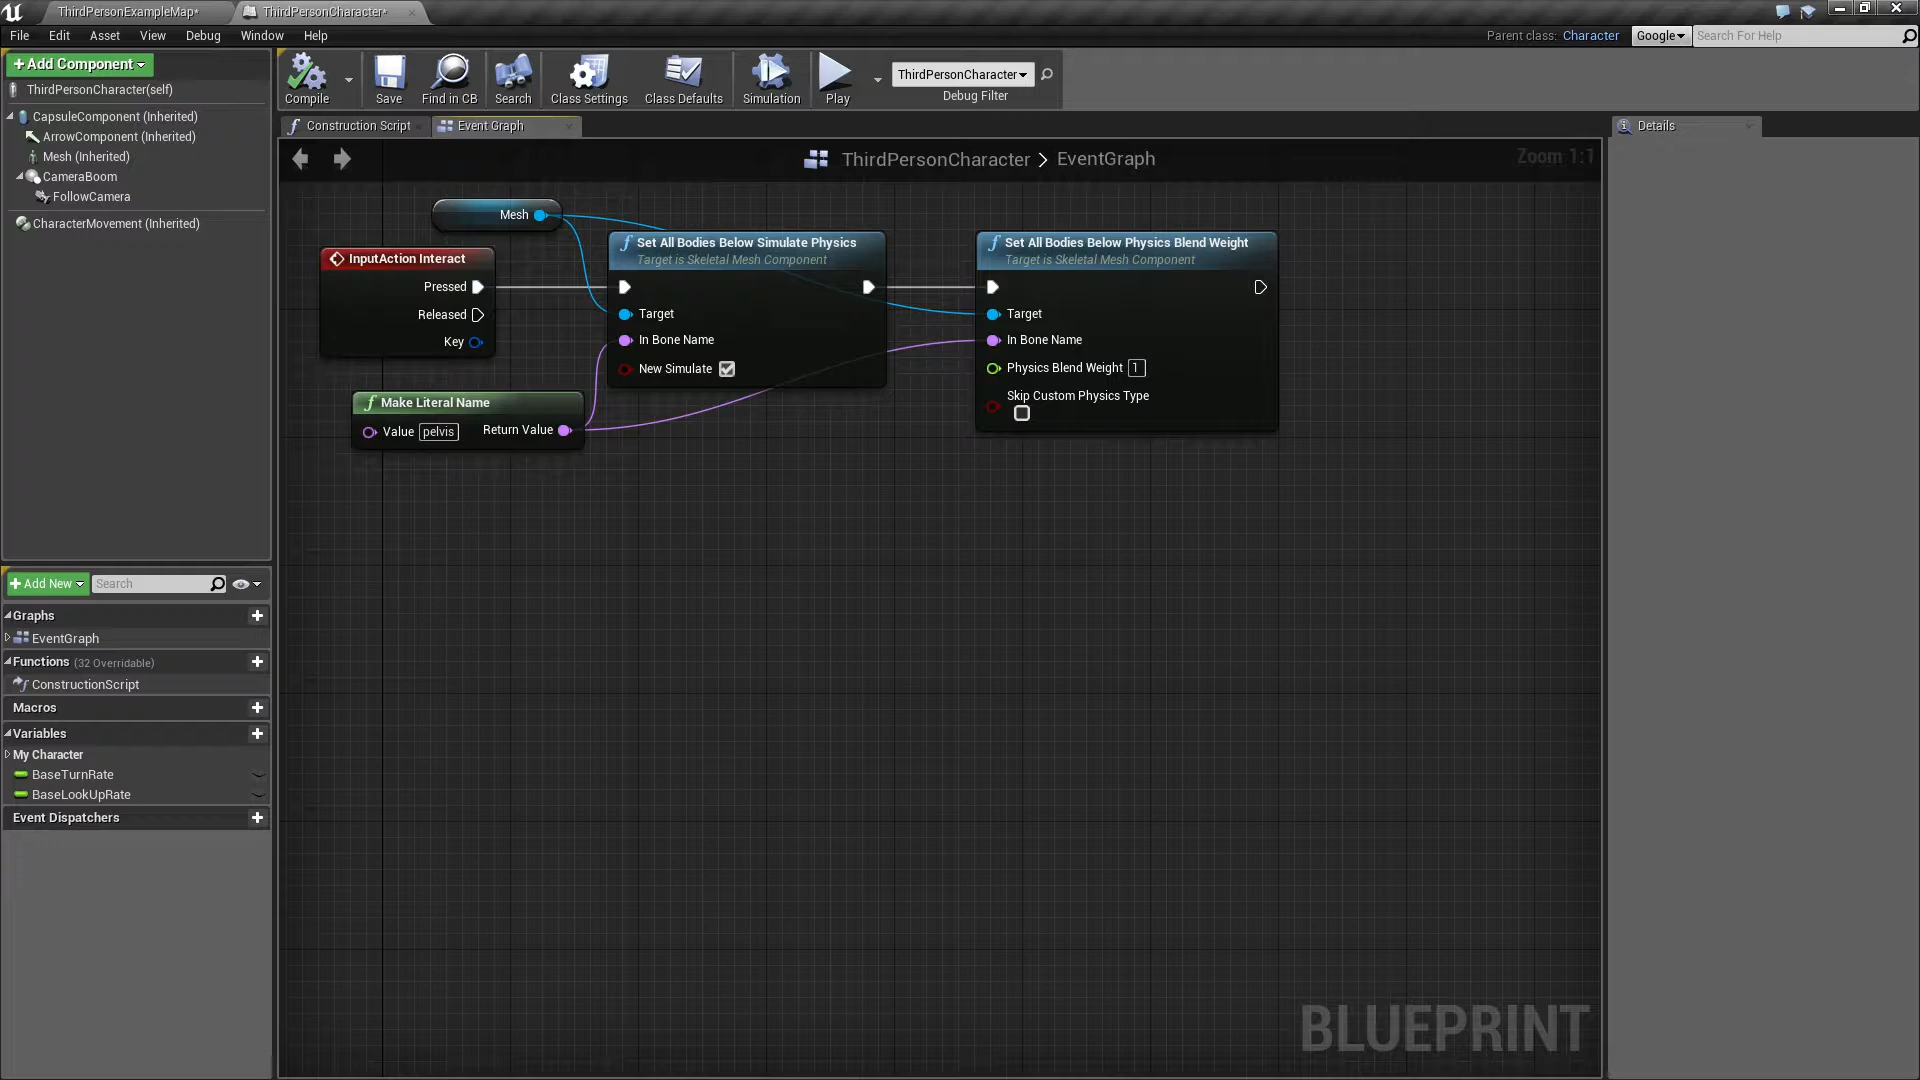 ThirdPersonExampleMap*
ThirdPersonCharacter*
File Edit Asset View Debug Window Help
Parent class: Character
Google
Search For Help
Add Component
ThirdPersonCharacter(self)
CapsuleComponent (Inherited)
ArrowComponent (Inherited)
Mesh (Inherited)
CameraBoom
FollowCamera
CharacterMovement (Inherited)
Compile
Save
Find in CB
Search
Class Settings
Class Defaults
Simulation
Play
ThirdPersonCharacter
Debug Filter
Construction Script
Event Graph
Details
ThirdPersonCharacter > EventGraph
Zoom 1:1
Mesh
InputAction Interact
Pressed
Released
Key
Set All Bodies Below Simulate Physics
Target is Skeletal Mesh Component
Target
In Bone Name
New Simulate
Set All Bodies Below Physics Blend Weight
Target is Skeletal Mesh Component
Target
In Bone Name
Physics Blend Weight 1
Skip Custom Physics Type
Make Literal Name
Value pelvis Return Value
Add New
Search
Graphs
EventGraph
Functions (32 Overridable)
ConstructionScript
Macros
Variables
My Character
BaseTurnRate
BaseLookUpRate
Event Dispatchers
BLUEPRINT